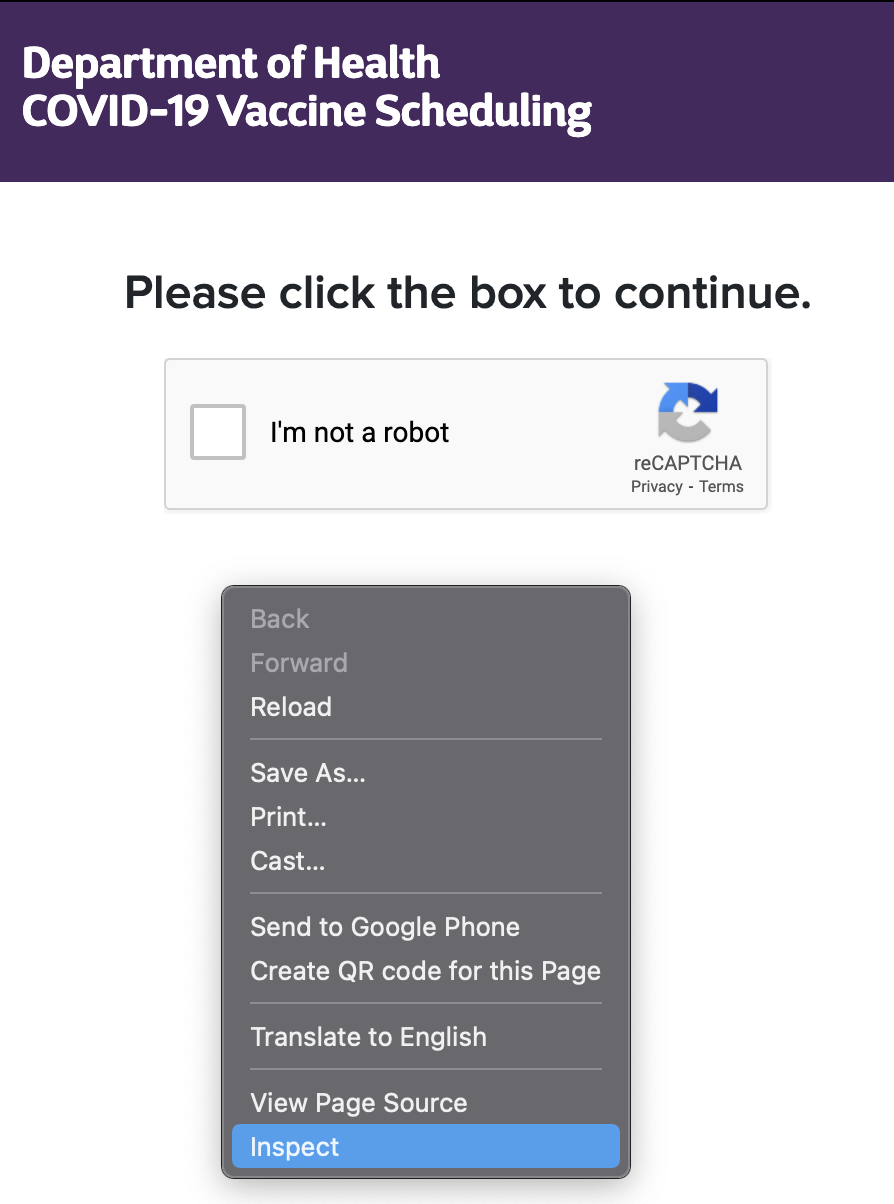 Department of Health
COVID-19 Vaccine Scheduling
Please click the box to continue.
I'm not a robot
reCAPTCHA
Privacy - Terms
Back
Forward
Reload
Save As...
Print...
Cast...
Send to Google Phone
Create QR code for this Page
Translate to English
View Page Source
Inspect